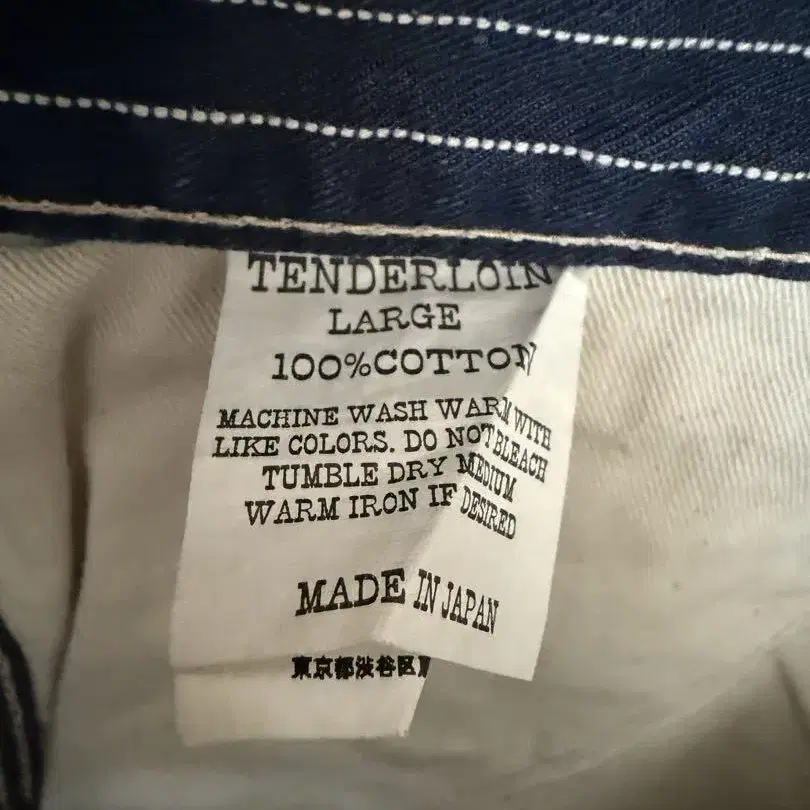 TENDERLOIN
LARGE
100%COTTON
MACHINE WASH WARM WITH
LIKE COLORS. DO NOT BLEACH
TUMBLE DRY MEDIUM
WARM IRON IF DESIRED
MADE IN JAPAN
東京都渋谷区